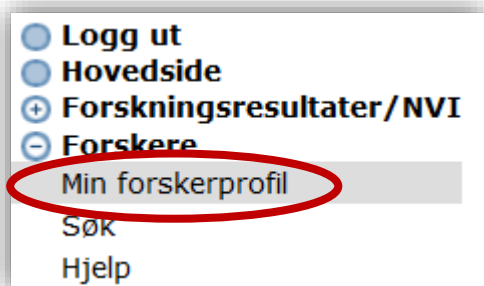 Logg ut
Hovedside
Forskningsresultater/NVI
Forskere
Min forskerprofil
Søk
Hjelp